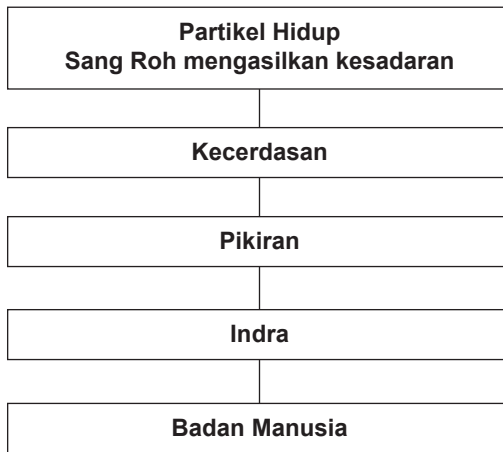 Partikel Hidup
Sang Roh mengasilkan kesadaran
Kecerdasan
Pikiran
Indra
Badan Manusia